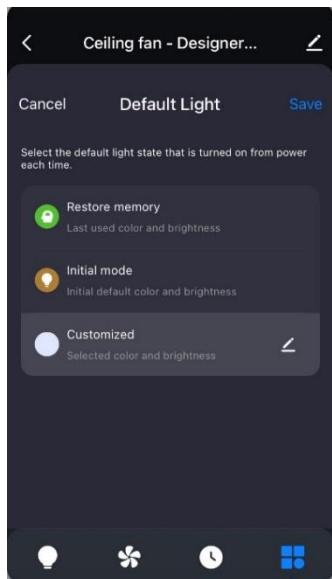 Ceiling fan - Designer...
Cancel Default Light Save
Select the default light state that is turned on from power
each time.
Restore memory
Last used color and brightness
Initial mode
Initial default color and brightness
Customized
Selected color and brightness